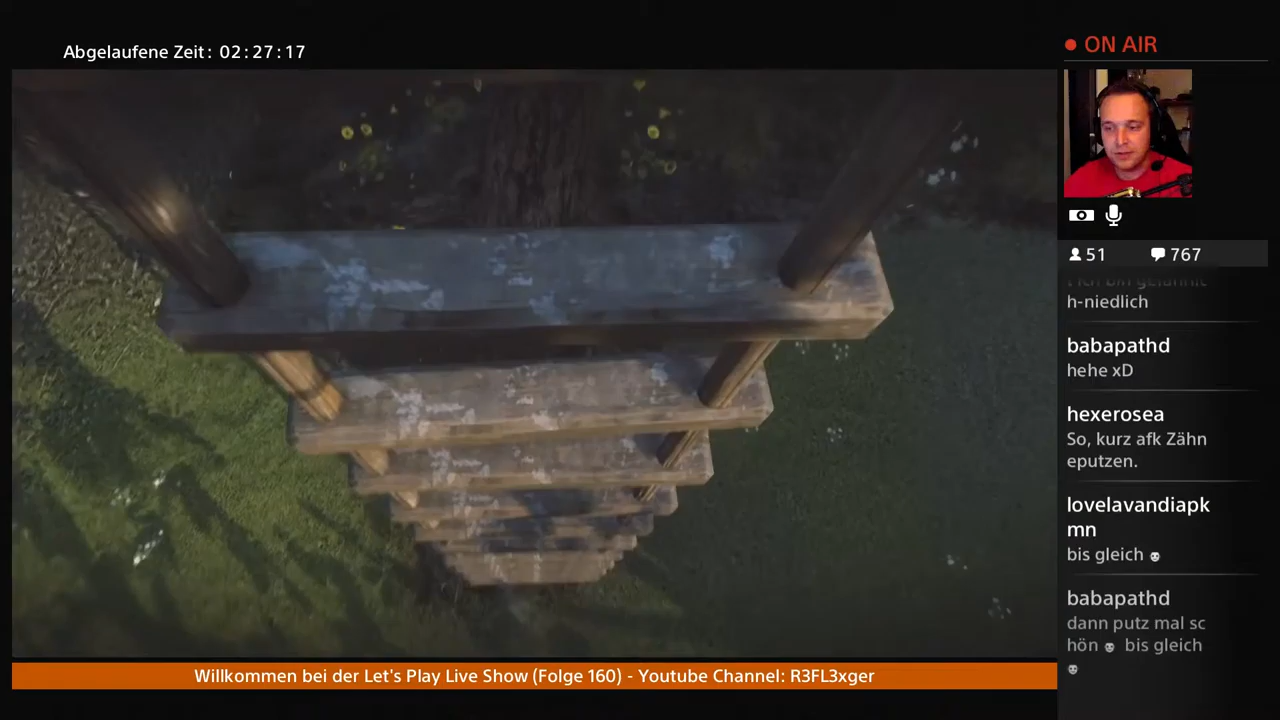 Abgelaufene Zeit: 02:27:17
ON AIR
51 767
h-niedlich
babapathd
hehe xD
hexerosea
So, kurz afk Zähn
eputzen.
lovelavandiapk
mn
bis gleich
babapathd
dann putz mal sc
hön bis gleich
Willkommen bei der Let's Play Live Show (Folge 160) - Youtube Channel: R3FL3xger